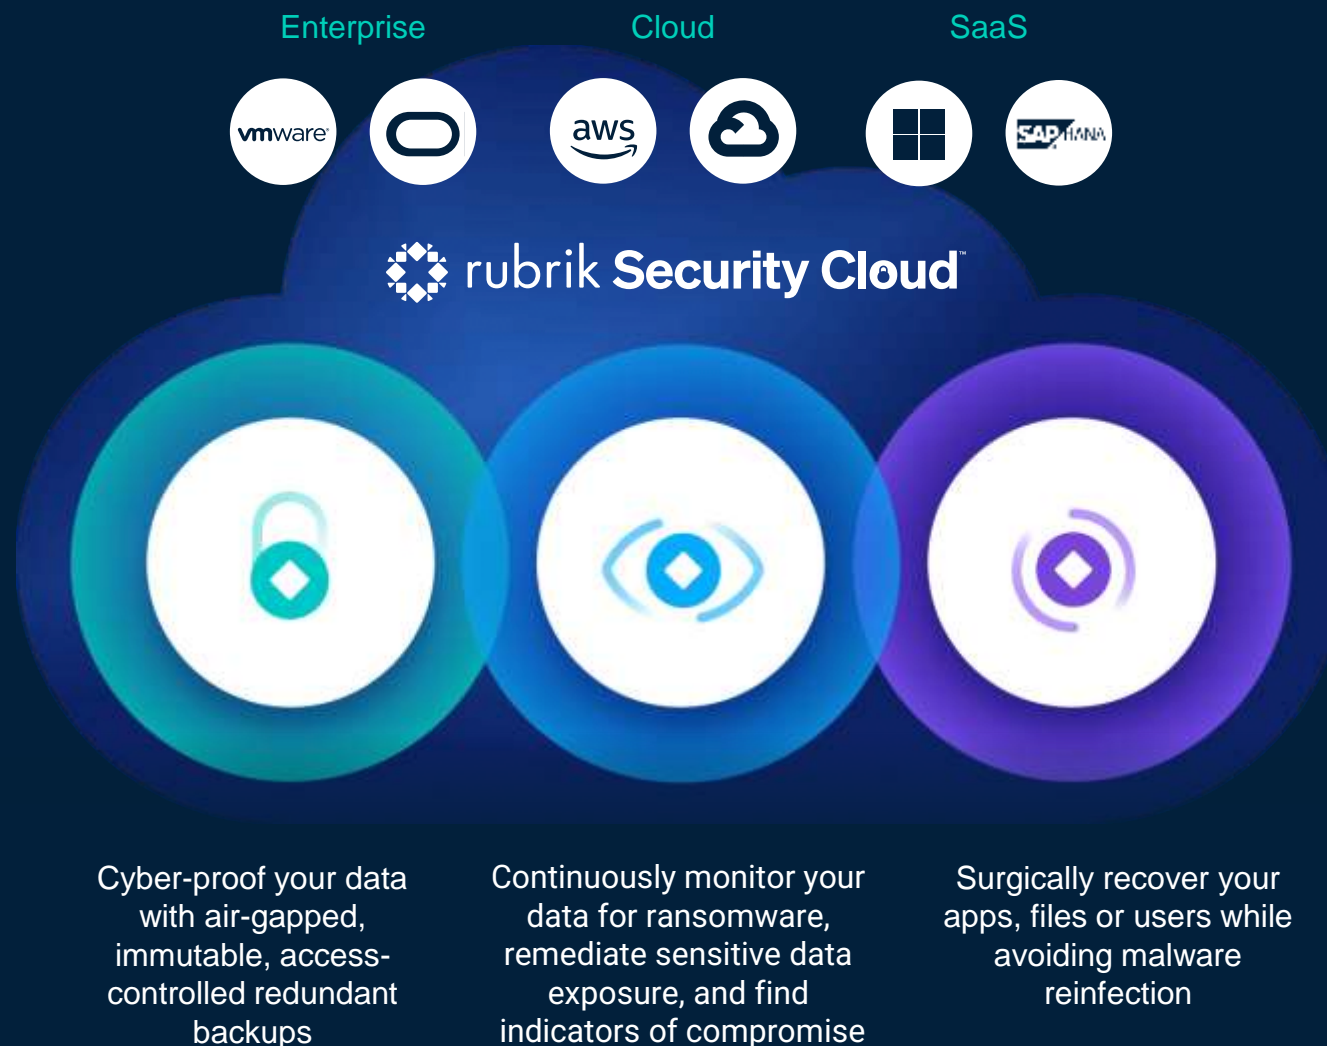 Enterprise Cloud SaaS
vmware® aws SAP HANA
rubrik Security Cloud™
Cyber-proof your data
with air-gapped,
immutable, access-
controlled redundant
backups
Continuously monitor your
data for ransomware,
remediate sensitive data
exposure, and find
indicators of compromise
Surgically recover your
apps, files or users while
avoiding malware
reinfection